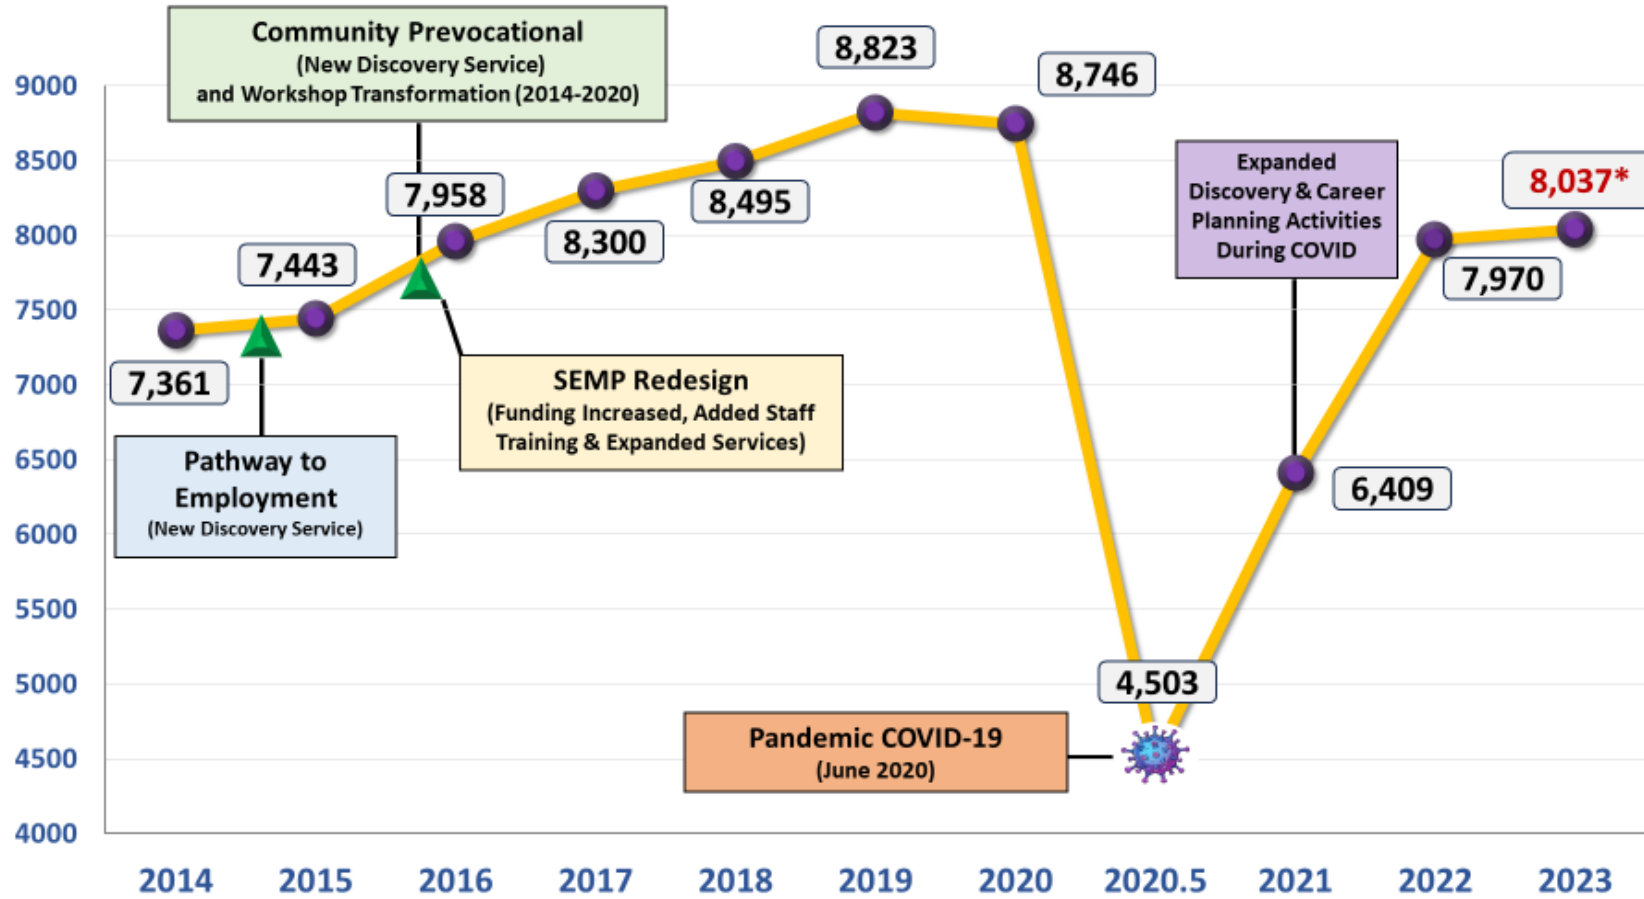 Community Prevocational
(New Discovery Service)
and Workshop Transformation (2014-2020)
8,823
8,746
9000
8500
8000
7500
7000
6500
6000
5500
5000
4500
4000
7,958
7,443
7,361
8,300
8,495
Expanded
Discovery & Career
Planning Activities
During COVID
8,037*
7,970
6,409
4,503
SEMP Redesign
(Funding Increased, Added Staff
Training & Expanded Services)
Pathway to
Employment
(New Discovery Service)
Pandemic COVID-19
(June 2020)
2014 2015 2016 2017 2018 2019 2020 2020.5 2021 2022 2023